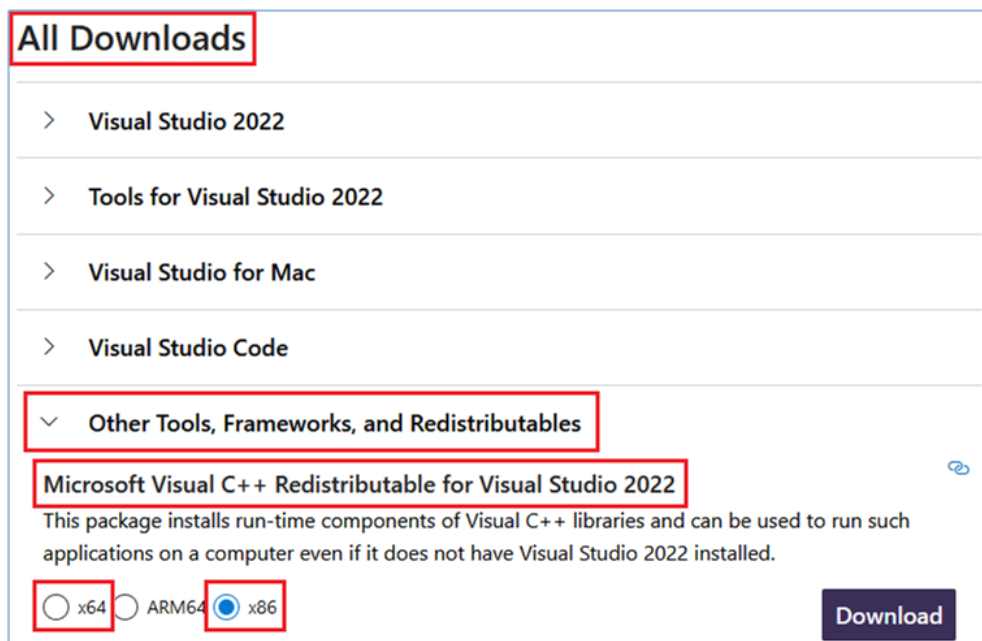 All Downloads
Visual Studio 2022
Tools for Visual Studio 2022
Visual Studio for Mac
Visual Studio Code
Other Tools, Frameworks, and Redistributables
Microsoft Visual C++ Redistributable for Visual Studio 2022
This package installs run-time components of Visual C++ libraries and can be used to run such
applications on a computer even if it does not have Visual Studio 2022 installed.
x64 ARM64 x86 Download